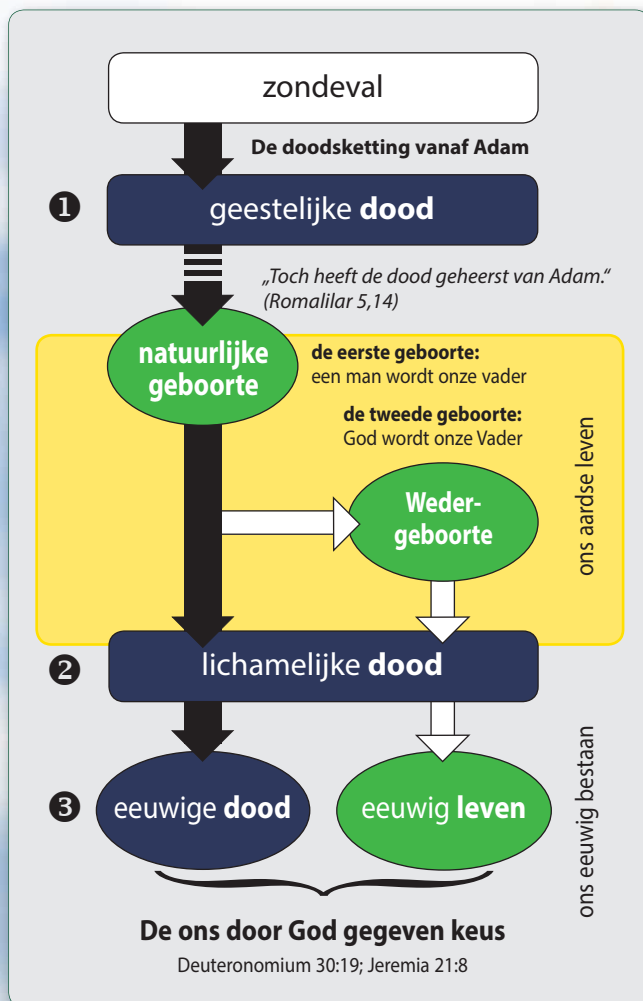 zondeval
De doodsketting vanaf Adam
❶
geestelijke dood
„Toch heeft de dood geheerst van Adam.“
(Romalilar 5,14)
natuurlijke
geboorte
de eerste geboorte:
een man wordt onze vader
de tweede geboorte:
God wordt onze Vader
Weder-
geboorte
ons aardse leven
❷
lichamelijke dood
❸
eeuwige dood
eeuwig leven
ons eeuwig bestaan
De ons door God gegeven keus
Deuteronomium 30:19; Jeremia 21:8